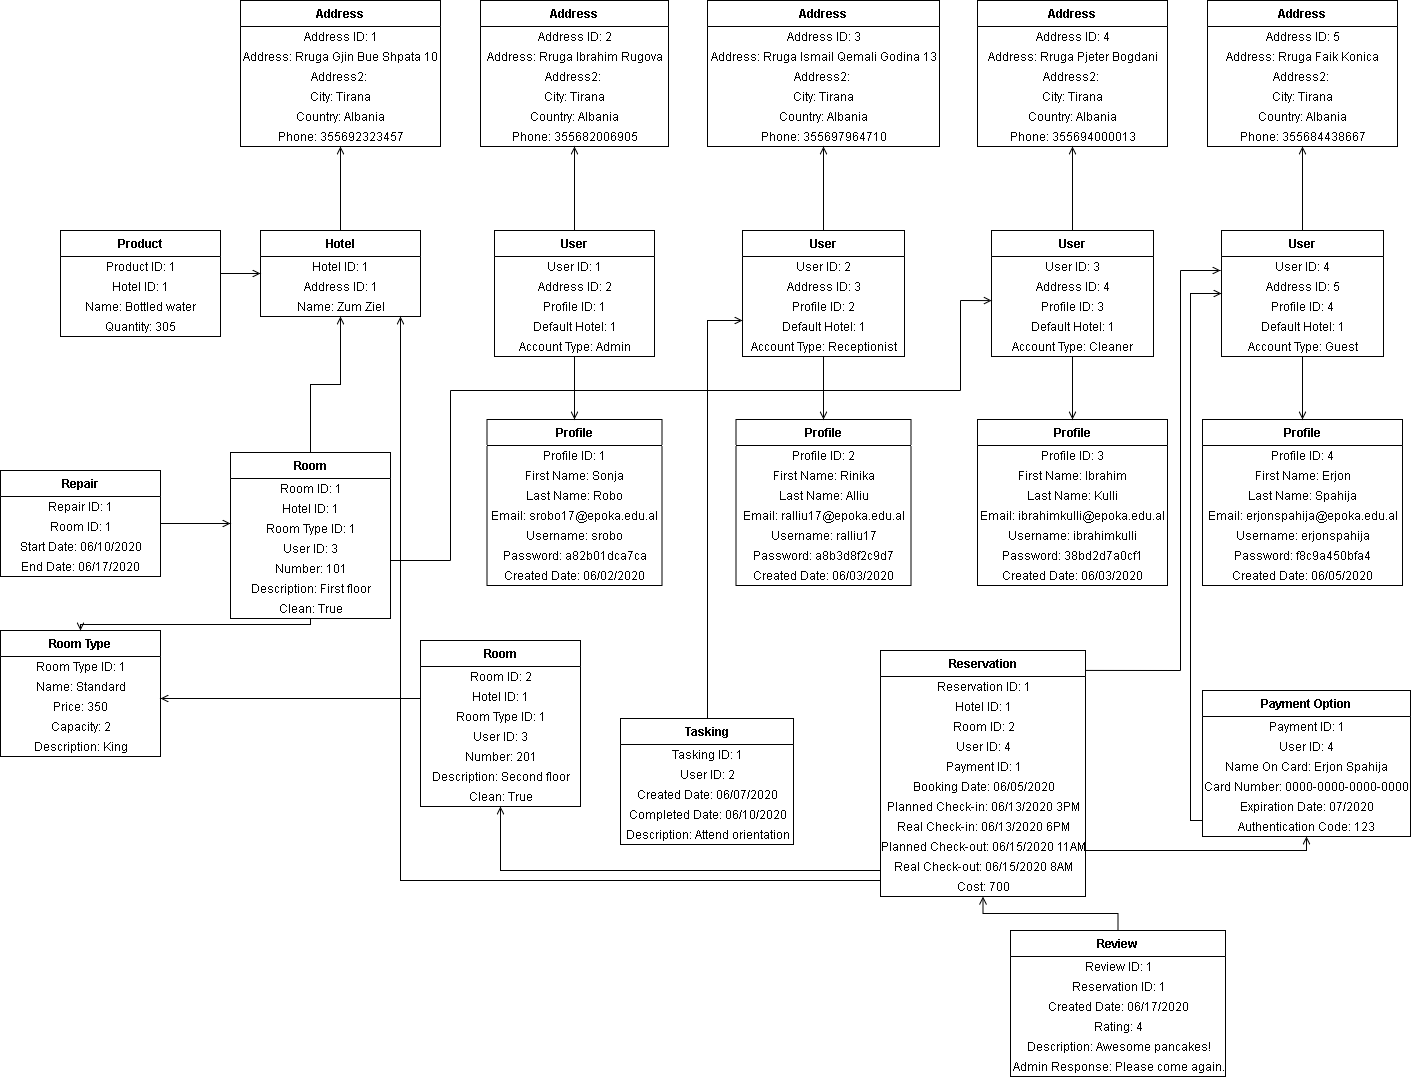 Address
Address ID: 1
Address: Rruga Gjin Bue Shpata 10
Address2:
City: Tirana
Country: Albania
Phone: 355692323457
Address
Address ID: 2
Address: Rruga Ibrahim Rugova
Address2:
City: Tirana
Country: Albania
Phone: 355682006905
Address
Address ID: 3
Address: Rruga Ismail Qemali Godina 13
Address2:
City: Tirana
Country: Albania
Phone: 355697964710
Address
Address ID: 4
Address: Rruga Pjeter Bogdani
Address2:
City: Tirana
Country: Albania
Phone: 355694000013
Address
Address ID: 5
Address: Rruga Faik Konica
Address2:
City: Tirana
Country: Albania
Phone: 355684438667
Product
Product ID: 1
Hotel ID: 1
Name: Bottled water
Quantity: 305
Hotel
Hotel ID: 1
Address ID: 1
Name: Zum Ziel
User
User ID: 1
Address ID: 2
Profile ID: 1
Default Hotel: 1
Account Type: Admin
User
User ID: 2
Address ID: 3
Profile ID: 2
Default Hotel: 1
Account Type: Receptionist
User
User ID: 3
Address ID: 4
Profile ID: 3
Default Hotel: 1
Account Type: Cleaner
User
User ID: 4
Address ID: 5
Profile ID: 4
Default Hotel: 1
Account Type: Guest
Repair
Repair ID: 1
Room ID: 1
Start Date: 06/10/2020
End Date: 06/17/2020
Room
Room ID: 1
Hotel ID: 1
Room Type ID: 1
User ID: 3
Number: 101
Description: First floor
Clean: True
Profile
Profile ID: 1
First Name: Sonja
Last Name: Robo
Email: srobo17@epoka.edu.al
Username: srobo
Password: a82b01dca7ca
Created Date: 06/02/2020
Profile
Profile ID: 2
First Name: Rinika
Last Name: Alliu
Email: ralliu17@epoka.edu.al
Username: ralliu17
Password: a8b3d8f2c9d7
Created Date: 06/03/2020
Profile
Profile ID: 3
First Name: Ibrahim
Last Name: Kulli
Email: ibrahimkulli@epoka.edu.al
Username: ibrahimkulli
Password: 38bd2d7a0cf1
Created Date: 06/03/2020
Profile
Profile ID: 4
First Name: Erjon
Last Name: Spahija
Email: erjonspahija@epoka.edu.al
Username: erjonspahija
Password: f8c9a450bfa4
Created Date: 06/05/2020
Room Type
Room Type ID: 1
Name: Standard
Price: 350
Capacity: 2
Description: King
Room
Room ID: 2
Hotel ID: 1
Room Type ID: 1
User ID: 3
Number: 201
Description: Second floor
Clean: True
Tasking
Tasking ID: 1
User ID: 2
Created Date: 06/07/2020
Completed Date: 06/10/2020
Description: Attend orientation
Reservation
Reservation ID: 1
Hotel ID: 1
Room ID: 2
User ID: 4
Payment ID: 1
Booking Date: 06/05/2020
Planned Check-in: 06/13/2020 3PM
Real Check-in: 06/13/2020 6PM
Planned Check-out: 06/15/2020 11AM
Real Check-out: 06/15/2020 8AM
Cost: 700
Payment Option
Payment ID: 1
User ID: 4
Name On Card: Erjon Spahija
Card Number: 0000-0000-0000-0000
Expiration Date: 07/2020
Authentication Code: 123
Review
Review ID: 1
Reservation ID: 1
Created Date: 06/17/2020
Rating: 4
Description: Awesome pancakes!
Admin Response: Please come again.